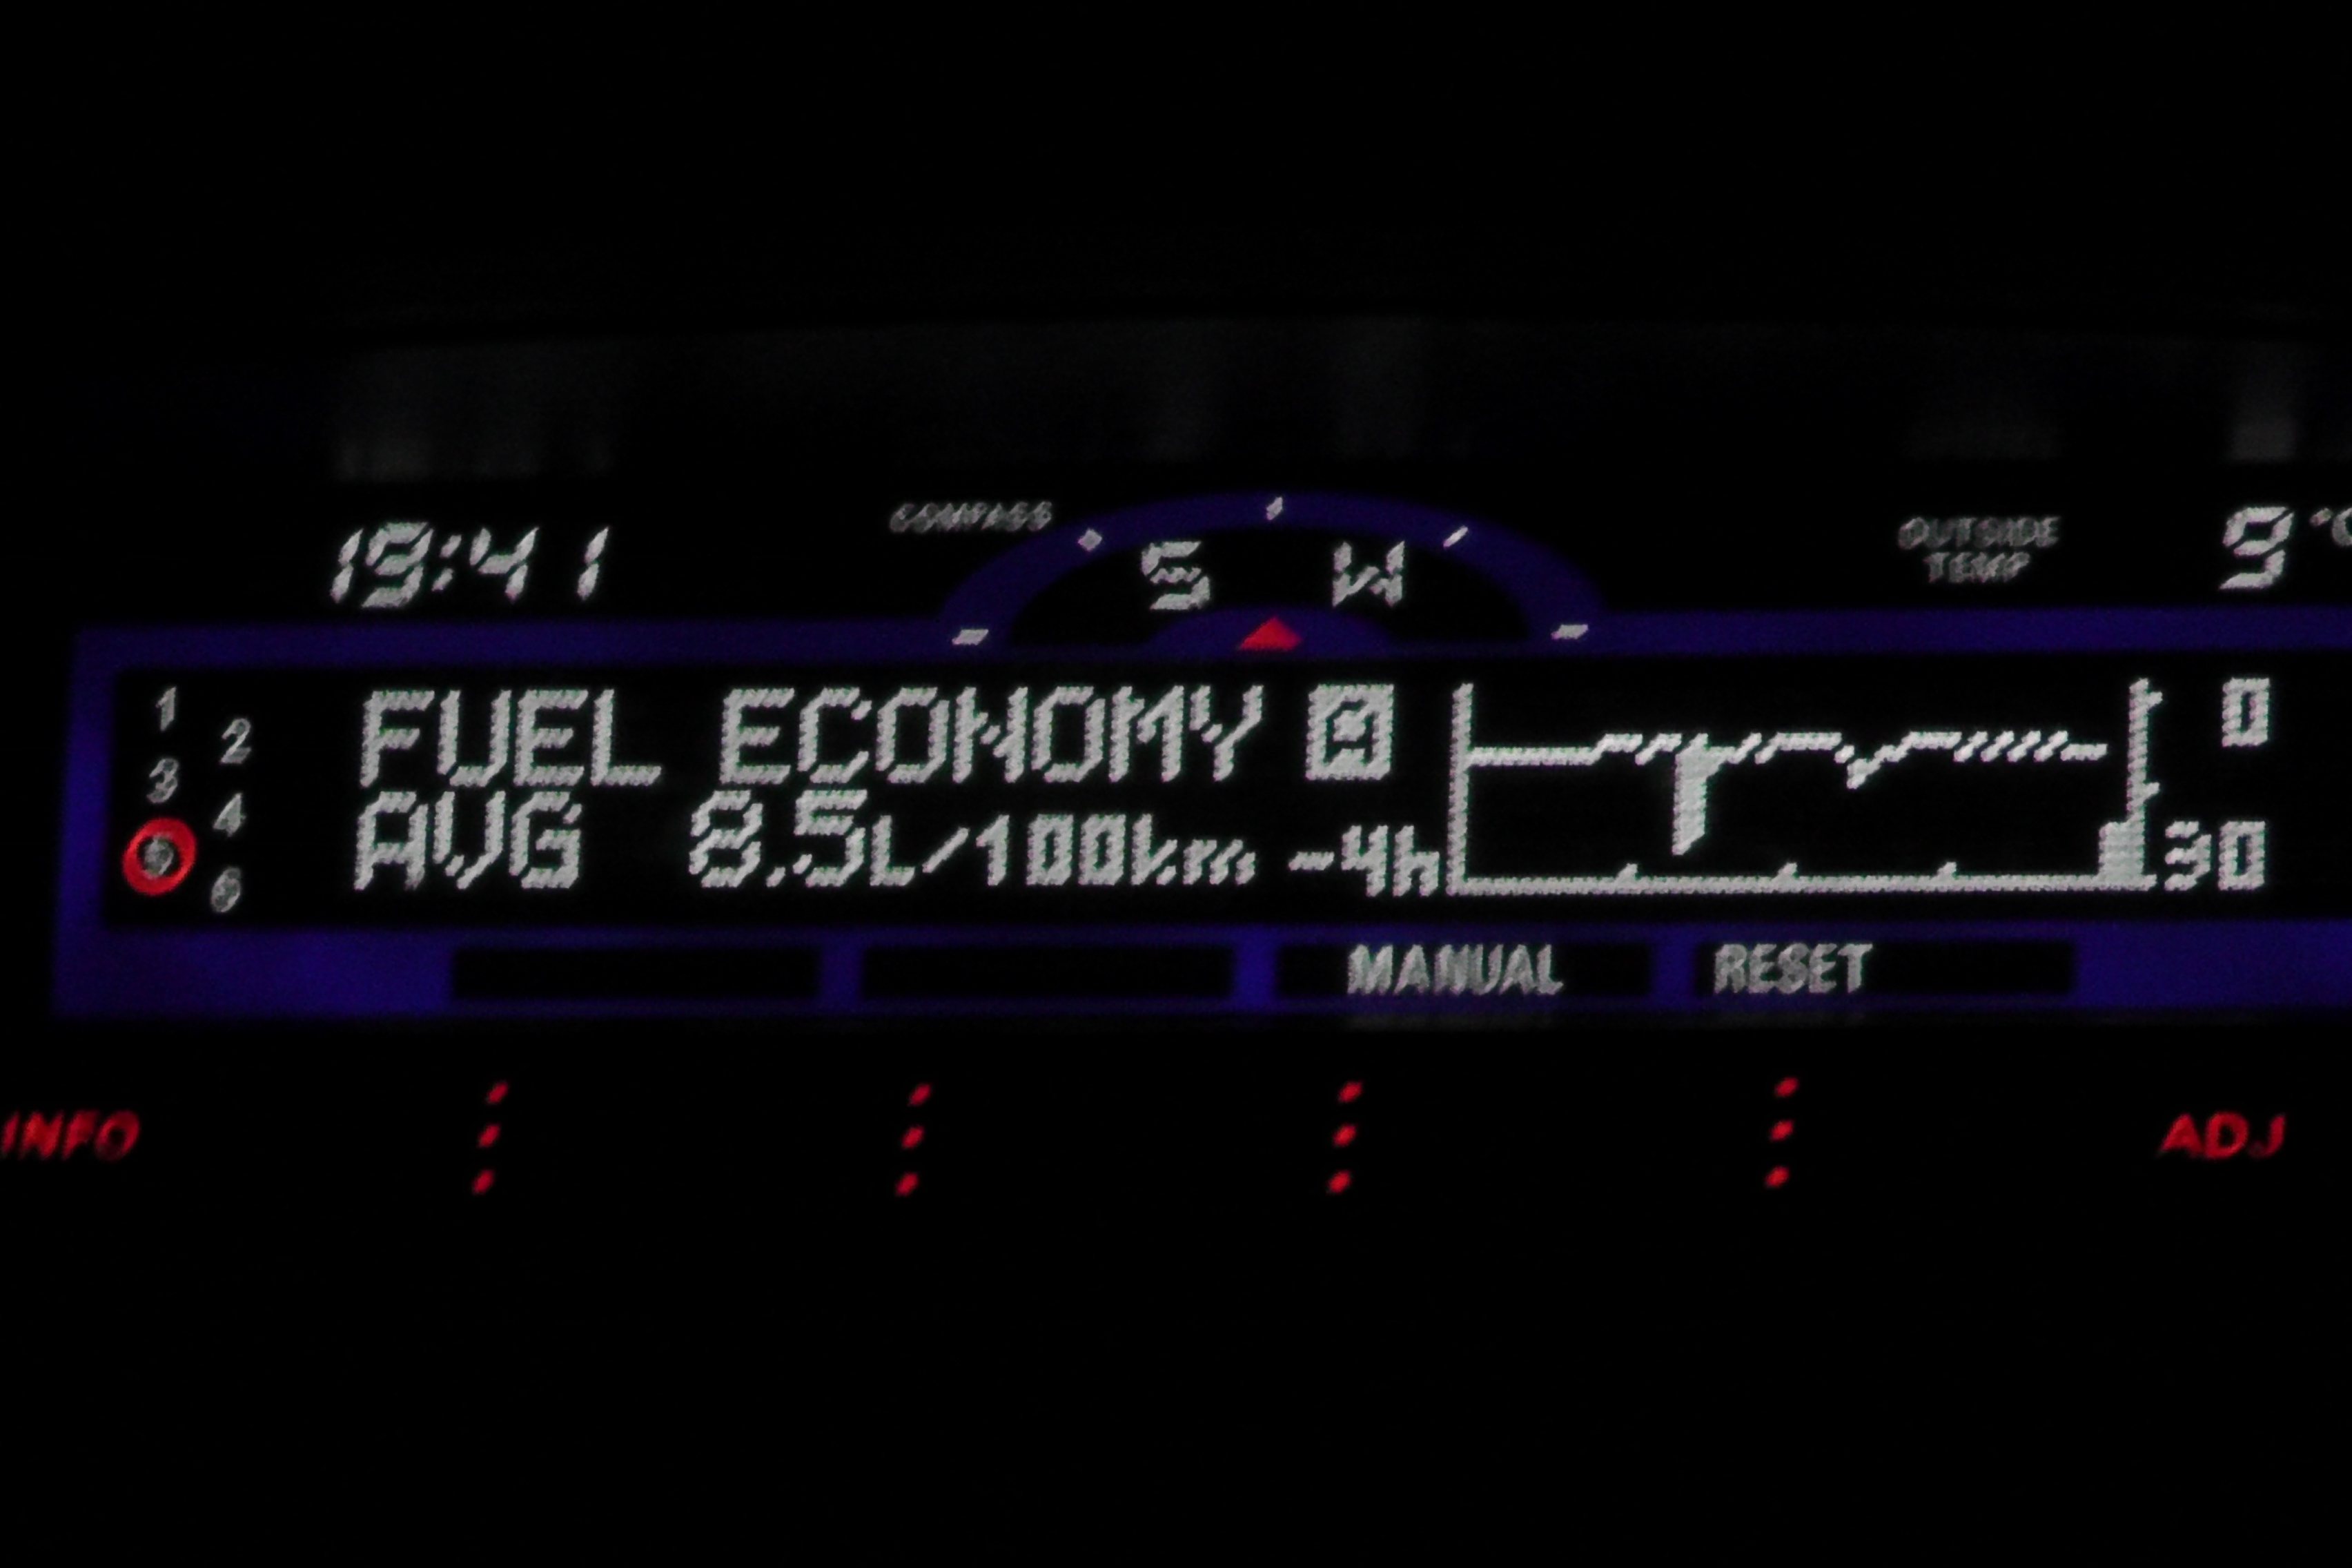 19:41
COMPASS
S W
OUTSIDE
TEMP
9 °C
1
2
3
4
5
6
FUEL ECONOMY A
AVG 8.5L/100km
-4h
0
30
MANUAL
RESET
INFO
ADJ